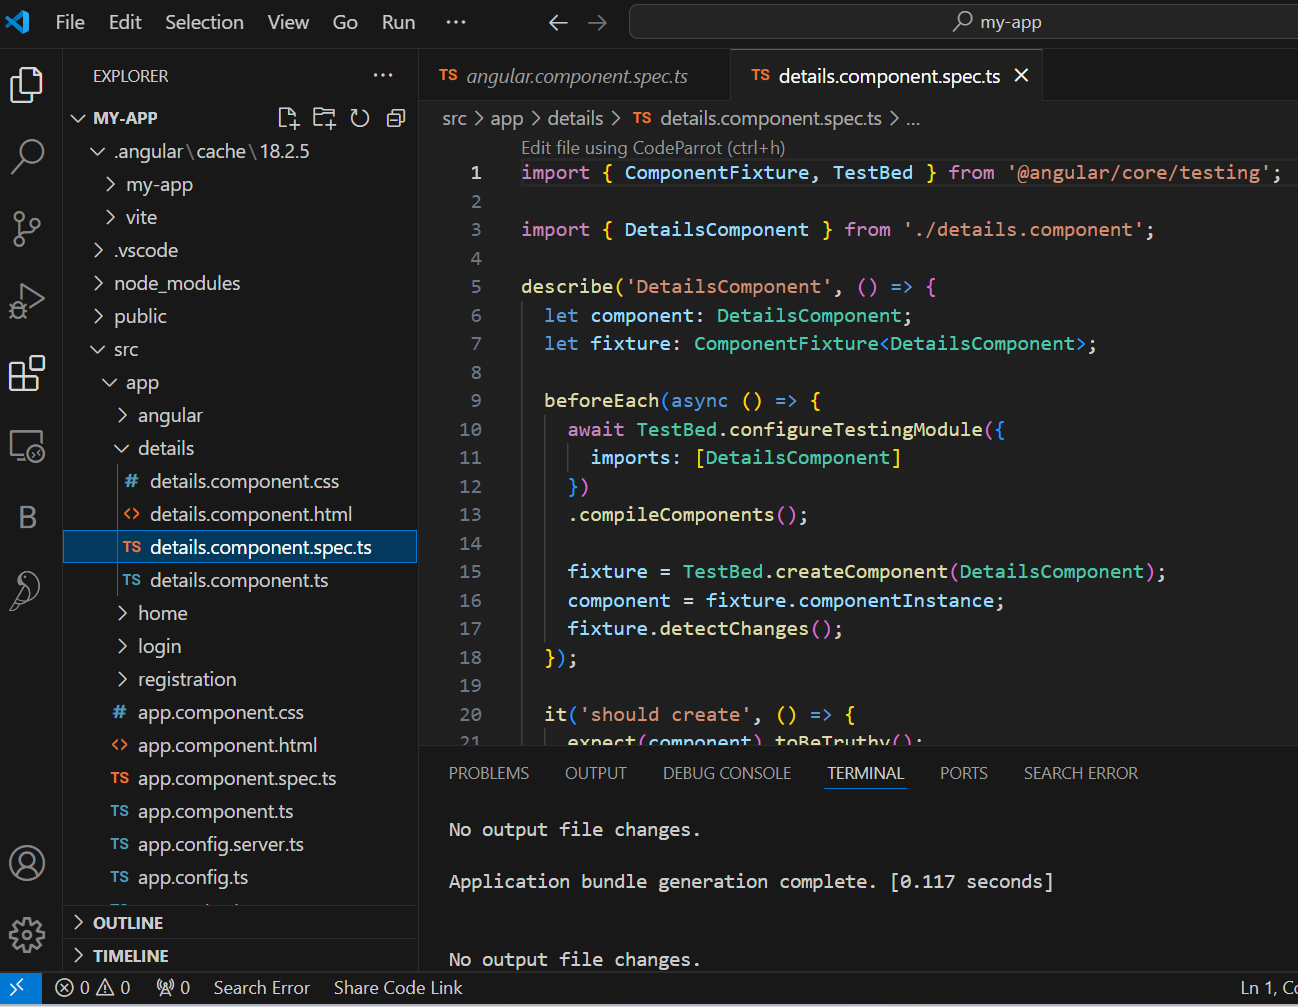 File Edit Selection View Go Run ··· my-app
EXPLORER
MY-APP
.angular\cache\18.2.5
my-app
vite
.vscode
node_modules
public
src
app
angular
details
# details.component.css
<> details.component.html
TS details.component.spec.ts
TS details.component.ts
home
login
registration
# app.component.css
<> app.component.html
TS app.component.spec.ts
TS app.component.ts
TS app.config.server.ts
TS app.config.ts
OUTLINE
TIMELINE
B
TS angular.component.spec.ts
TS details.component.spec.ts
src > app > details > TS details.component.spec.ts > ...
Edit file using CodeParrot (ctrl+h)
1 import { ComponentFixture, TestBed } from '@angular/core/testing';
2
3 import { DetailsComponent } from './details.component';
4
5 describe('DetailsComponent', () => {
6 let component: DetailsComponent;
7 let fixture: ComponentFixture<DetailsComponent>;
8
9 beforeEach(async () => {
10 await TestBed.configureTestingModule({
11 imports: [DetailsComponent]
12 })
13 .compileComponents();
14
15 fixture = TestBed.createComponent(DetailsComponent);
16 component = fixture.componentInstance;
17 fixture.detectChanges();
18 });
19
20 it('should create', () => {
21 expect(component).toBeTruthy();
PROBLEMS OUTPUT DEBUG CONSOLE TERMINAL PORTS SEARCH ERROR
No output file changes.
Application bundle generation complete. [0.117 seconds]
No output file changes.
0 0 0 Search Error Share Code Link Ln 1, Co